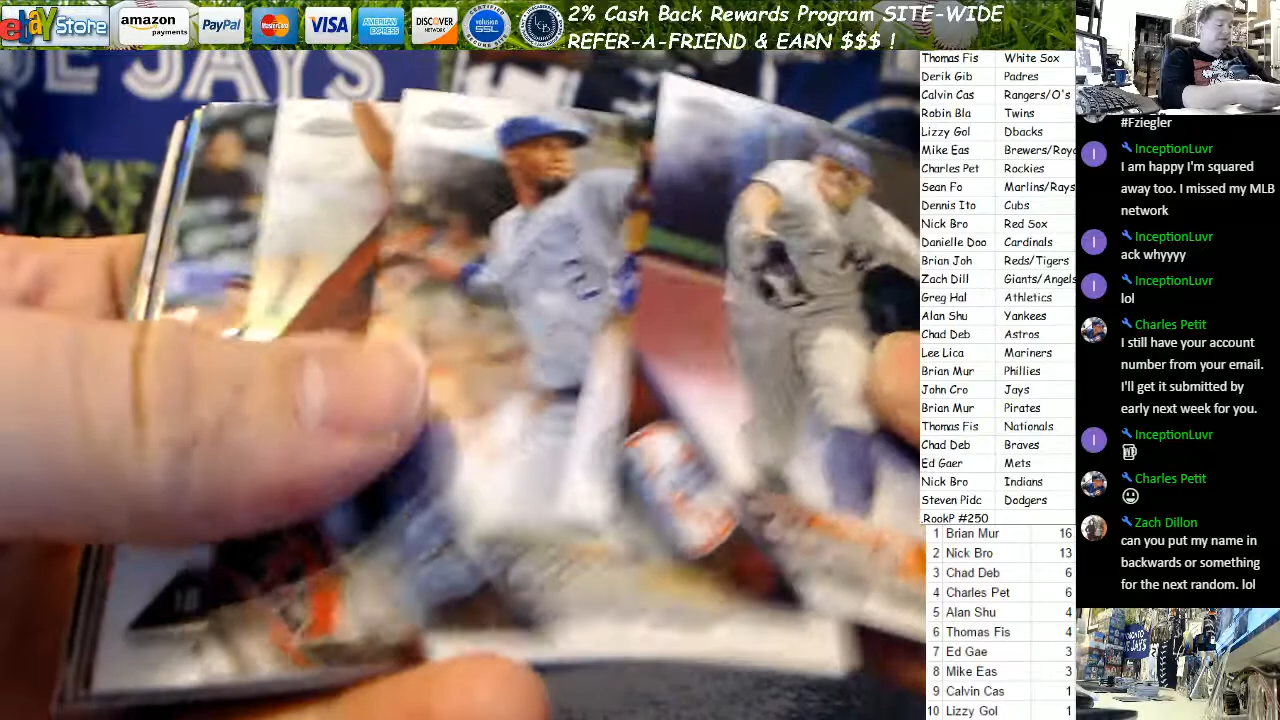 ebay Store
amazon payments
PayPal
MasterCard
VISA
AMERICAN EXPRESS
DISCOVER NETWORK
volusion SSL
2% Cash Back Rewards Program SITE-WIDE
REFER-A-FRIEND & EARN $$$ !
JAYS
Thomas Fis White Sox
Derik Gib Padres
Calvin Cas Rangers/O's
Robin Bla Twins
Lizzy Gol Dbacks
Mike Eas Brewers/Roya
Charles Pet Rockies
Sean Fo Marlins/Rays
Dennis Ito Cubs
Nick Bro Red Sox
Danielle Doo Cardinals
Brian Joh Reds/Tigers
Zach Dill Giants/Angels
Greg Hal Athletics
Alan Shu Yankees
Chad Deb Astros
Lee Lica Mariners
Brian Mur Phillies
John Cro Jays
Brian Mur Pirates
Thomas Fis Nationals
Chad Deb Braves
Ed Gaer Mets
Nick Bro Indians
Steven Pidc Dodgers
.RookP #250
1 Brian Mur 16
2 Nick Bro 13
3 Chad Deb 6
4 Charles Pet 6
5 Alan Shu 4
6 Thomas Fis 4
7 Ed Gae 3
8 Mike Eas 3
9 Calvin Cas 1
10 Lizzy Gol 1
#Fziegler
I InceptionLuvr
I am happy I'm squared
away too. I missed my MLB
network
I InceptionLuvr
ack whyyyy
I InceptionLuvr
lol
Charles Petit
I still have your account
number from your email.
I'll get it submitted by
early next week for you.
I InceptionLuvr
Charles Petit
Zach Dillon
can you put my name in
backwards or something
for the next random. lol